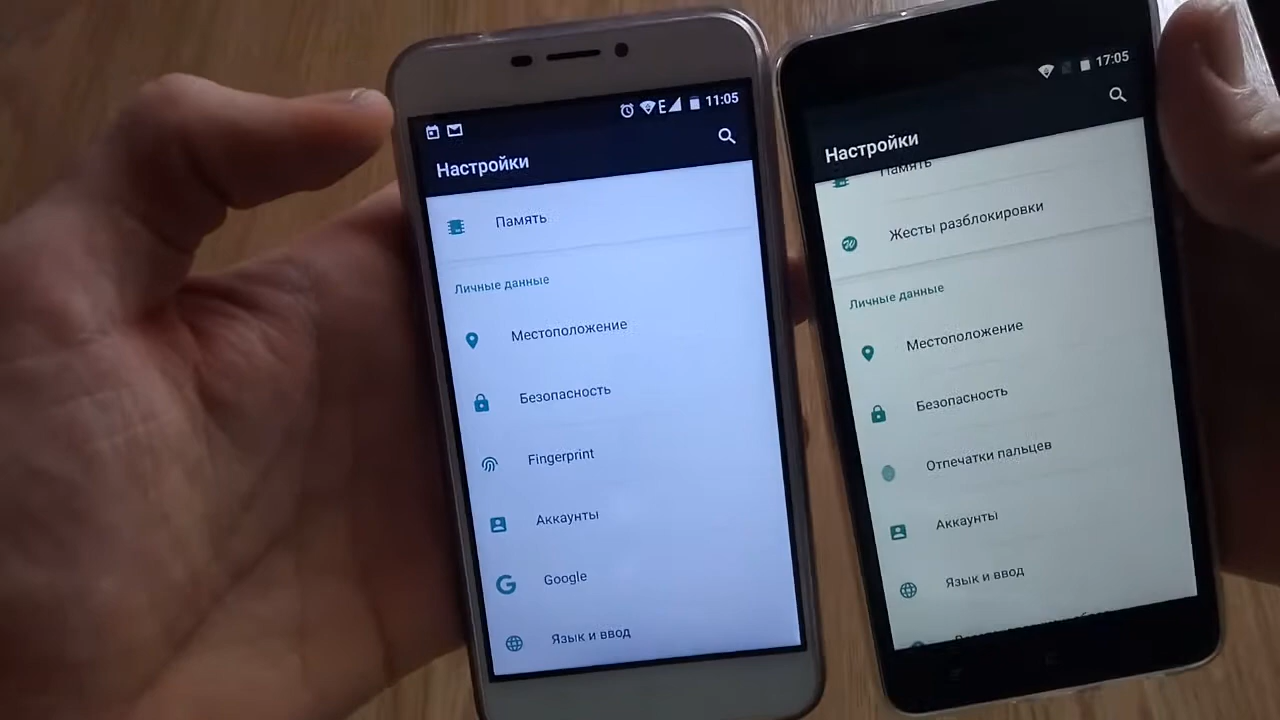 E 11:05
Настройки
Память
Личные данные
Местоположение
Безопасность
Fingerprint
Аккаунты
Google
Язык и ввод
17:05
Настройки
Память
Жесты разблокировки
Личные данные
Местоположение
Безопасность
Отпечатки пальцев
Аккаунты
Язык и ввод